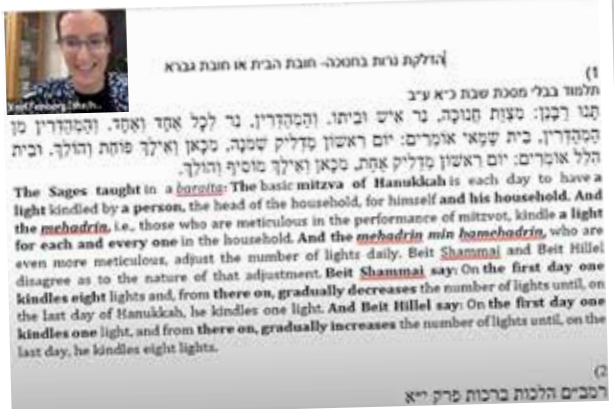 הדלקת נרות בחנוכה- חובת הבית או חובת גברא
(1
תלמוד בבלי מסכת שבת כ״א ע״ב
תָּנוּ רַבָּנַן: מִצְוַת חֲנוּכָּה, נֵר אִישׁ וּבֵיתוֹ. וְהַמְהַדְּרִין, נֵר לְכָל אֶחָד וְאֶחָד. וְהַמְהַדְּרִין מִן
הַמְהַדְּרִין, בֵּית שַׁמַּאי אוֹמְרִים: יוֹם רִאשׁוֹן מַדְלִיק שְׁמֹנָה, מִכָּאן וְאֵילָךְ פּוֹחֵת וְהוֹלֵךְ. וּבֵית
הִלֵּל אוֹמְרִים: יוֹם רִאשׁוֹן מַדְלִיק אַחַת, מִכָּאן וְאֵילָךְ מוֹסִיף וְהוֹלֵךְ.
The Sages taught in a baraita: The basic mitzva of Hanukkah is each day to have a
light kindled by a person, the head of the household, for himself and his household. And
the mehadrin, i.e., those who are meticulous in the performance of mitzvot, kindle a light
for each and every one in the household. And the mehadrin min hamehadrin, who are
even more meticulous, adjust the number of lights daily. Beit Shammai and Beit Hillel
disagree as to the nature of that adjustment. Beit Shammai say: On the first day one
kindles eight lights and, from there on, gradually decreases the number of lights until, on
the last day of Hanukkah, he kindles one light. And Beit Hillel say: On the first day one
kindles one light, and from there on, gradually increases the number of lights until, on the
last day, he kindles eight lights.
(2
רמב״ם הלכות ברכות פרק י״א